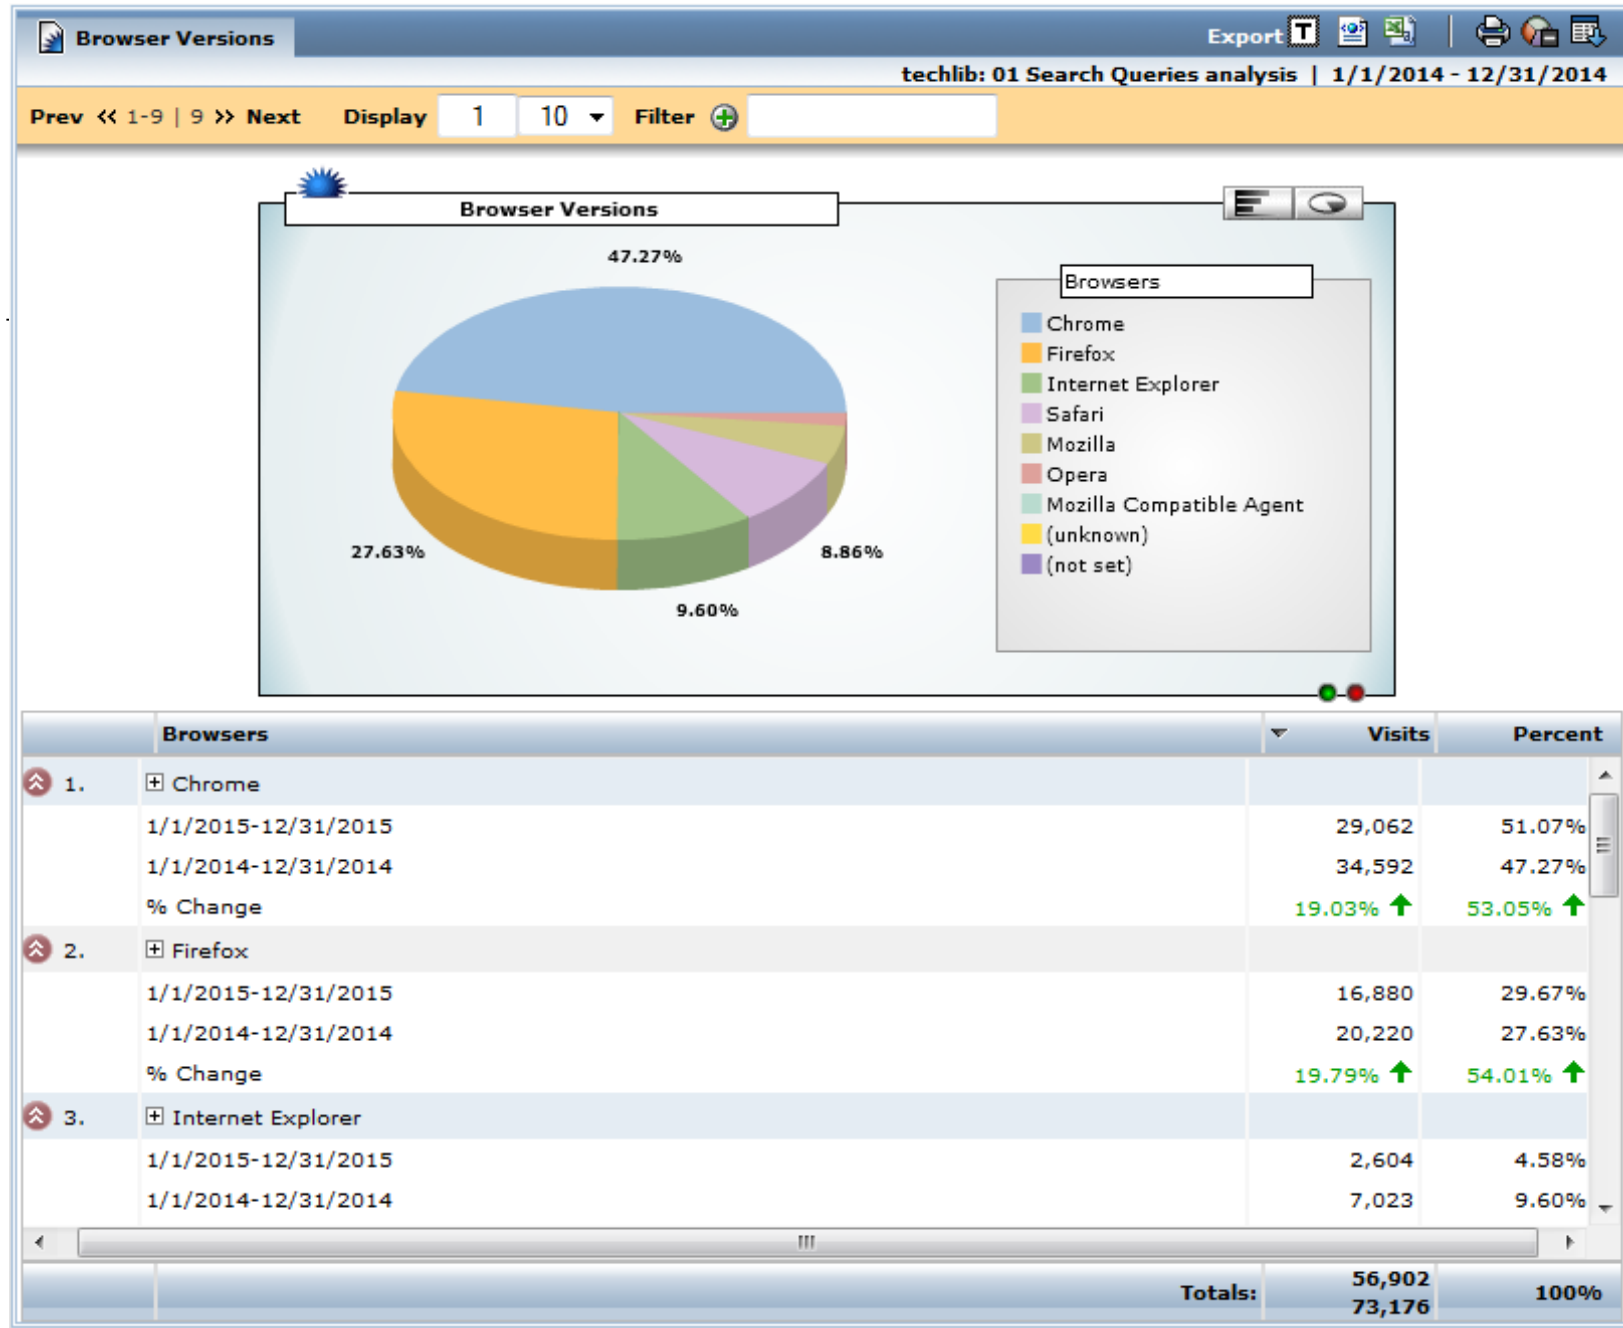 Browser Versions
Export T
techlib: 01 Search Queries analysis | 1/1/2014 - 12/31/2014
Prev « 1-9 | 9 » Next Display 1 10 Filter
Browser Versions
47.27%
27.63%
9.60%
8.86%
Browsers
Chrome
Firefox
Internet Explorer
Safari
Mozilla
Opera
Mozilla Compatible Agent
(unknown)
(not set)
Browsers Visits Percent
1. Chrome
1/1/2015-12/31/2015 29,062 51.07%
1/1/2014-12/31/2014 34,592 47.27%
% Change 19.03% 53.05%
2. Firefox
1/1/2015-12/31/2015 16,880 29.67%
1/1/2014-12/31/2014 20,220 27.63%
% Change 19.79% 54.01%
3. Internet Explorer
1/1/2015-12/31/2015 2,604 4.58%
1/1/2014-12/31/2014 7,023 9.60%
Totals: 56,902 100%
73,176